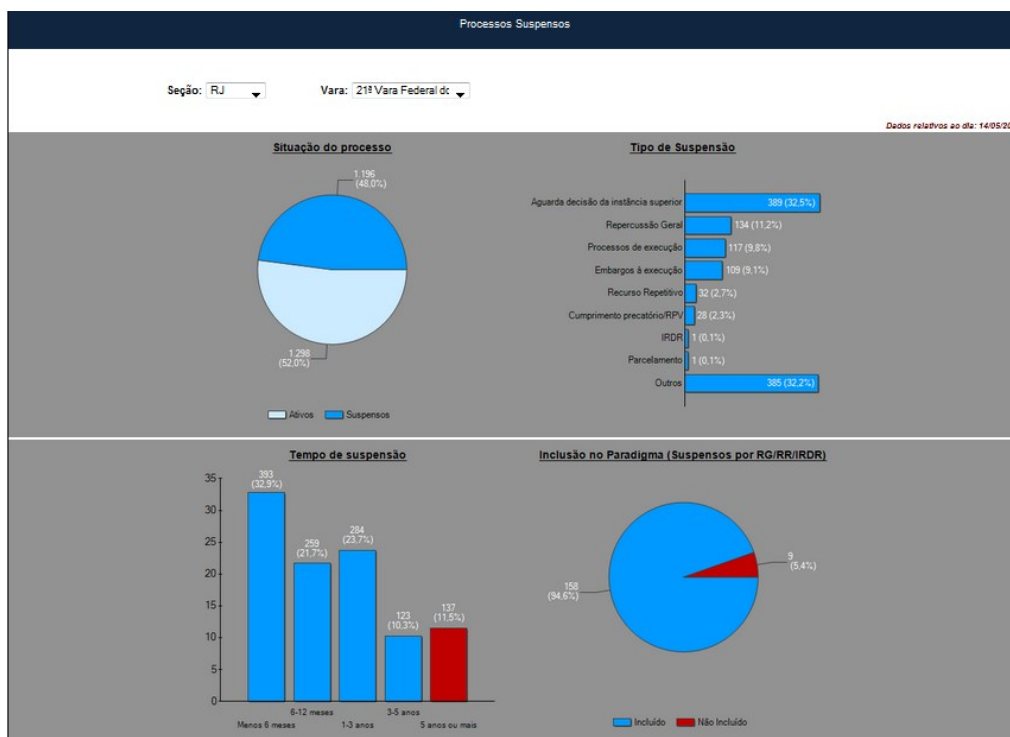 Processos Suspensos
Seção: RJ Vara: 21ª Vara Federal dc
Dados relativos ao dia: 14/05/20
Situação do processo
1.196
(48,0%)
1.298
(52,0%)
Ativos Suspensos
Tipo de Suspensão
Aguarda decisão da instância superior 389 (32,5%)
Repercussão Geral 134 (11,2%)
Processos de execução 117 (9,8%)
Embargos à execução 109 (9,1%)
Recurso Repetitivo 32 (2,7%)
Cumprimento precatório/RPV 28 (2,3%)
IRDR 1 (0,1%)
Parcelamento 1 (0,1%)
Outros 385 (32,2%)
Tempo de suspensão
35
30
25
20
15
10
5
0
393
(32,9%)
259
(21,7%)
284
(23,7%)
123
(10,3%)
137
(11,5%)
6-12 meses 3-5 anos
Menos 6 meses 1-3 anos 5 anos ou mais
Inclusão no Paradigma (Suspensos por RG/RR/IRDR)
9
(5,4%)
158
(94,6%)
Incluído Não Incluído